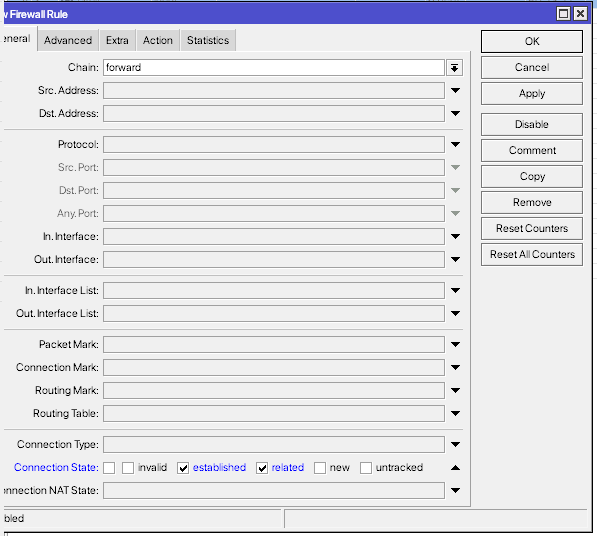 w Firewall Rule
eneral Advanced Extra Action Statistics
OK
Chain: forward
Cancel
Src. Address:
Apply
Dst. Address:
Disable
Protocol:
Comment
Src. Port:
Copy
Dst. Port:
Remove
Any. Port:
Reset Counters
In. Interface:
Reset All Counters
Out. Interface:
In. Interface List:
Out. Interface List:
Packet Mark:
Connection Mark:
Routing Mark:
Routing Table:
Connection Type:
Connection State: invalid established related new untracked
onnection NAT State:
bled